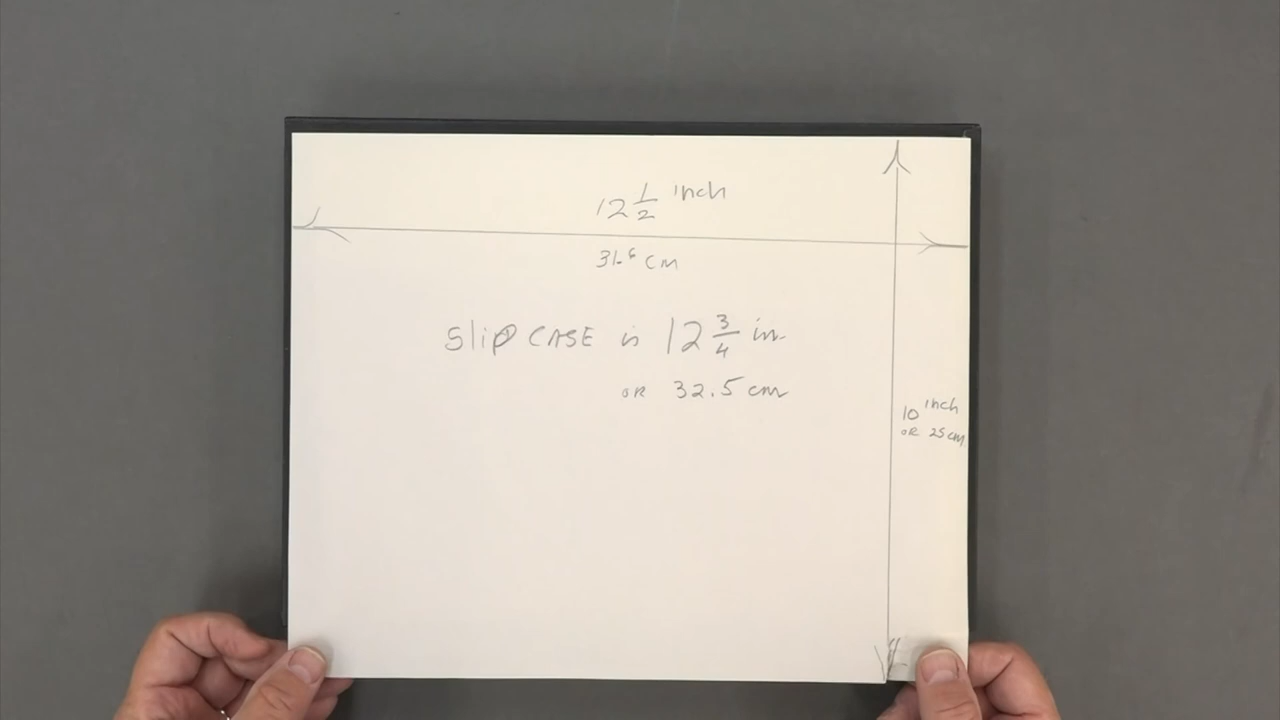 12 1/2 inch
31.5 cm
SLIP CASE is 12 3/4 in
OR 32.5 cm
10 inch
OR 25 cm